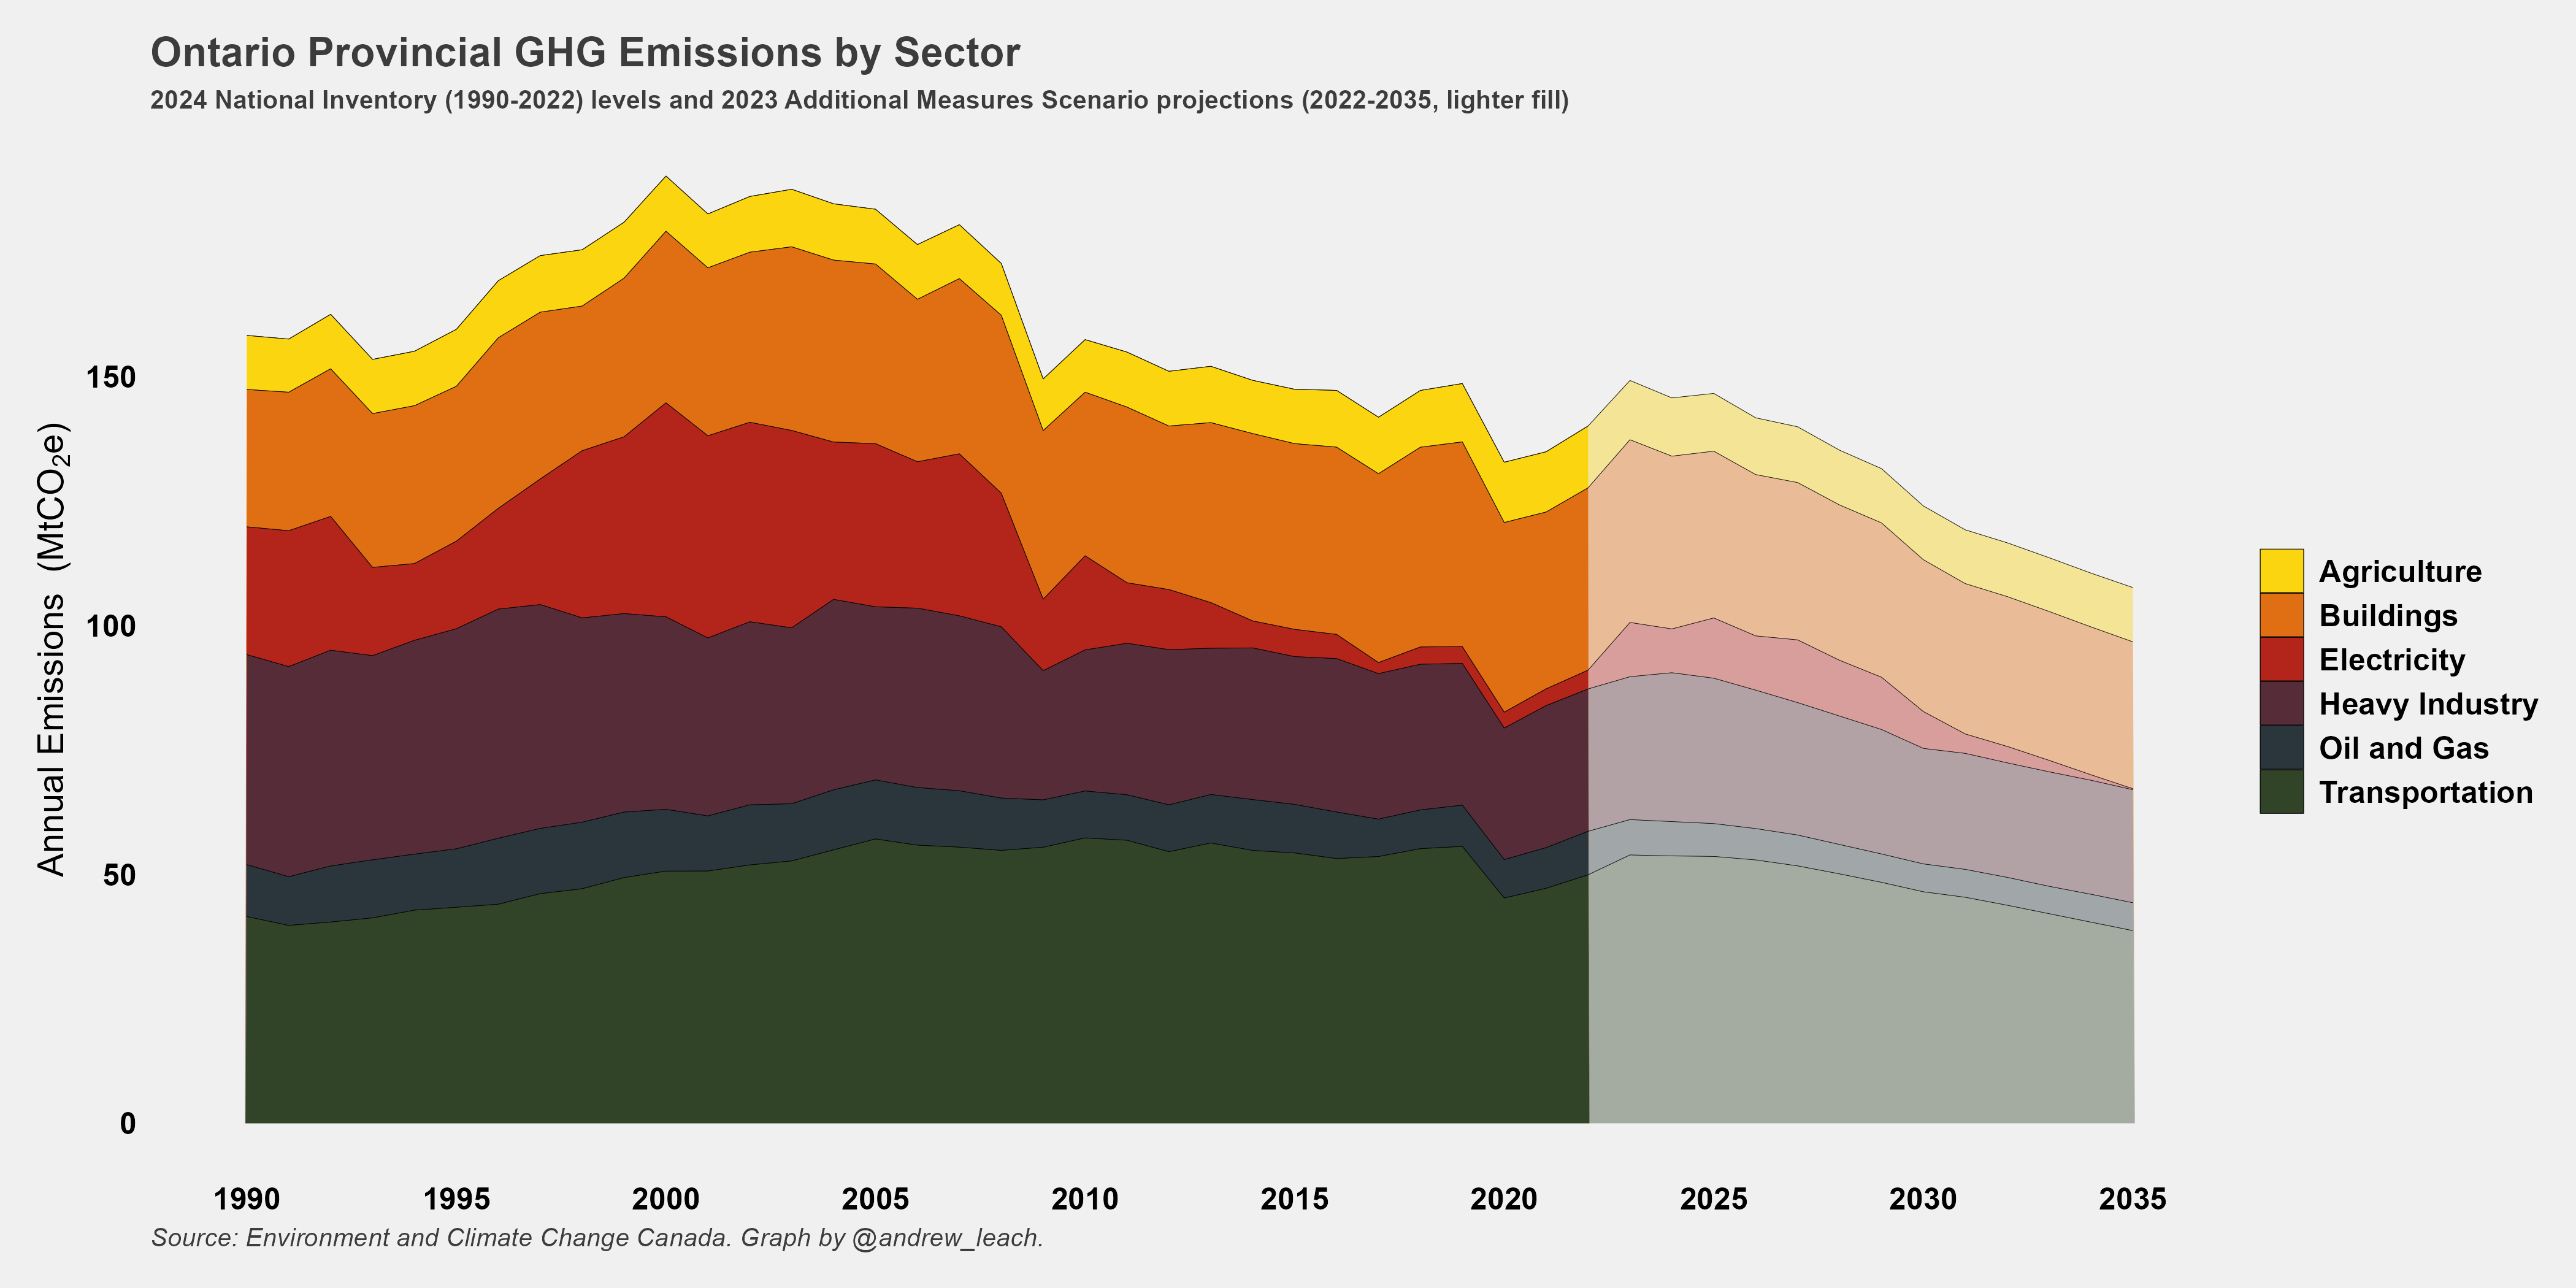 Ontario Provincial GHG Emissions by Sector
2024 National Inventory (1990-2022) levels and 2023 Additional Measures Scenario projections (2022-2035, lighter fill)
Annual Emissions (MtCO₂e)
150
100
50
0
1990 1995 2000 2005 2010 2015 2020 2025 2030 2035
Agriculture
Buildings
Electricity
Heavy Industry
Oil and Gas
Transportation
Source: Environment and Climate Change Canada. Graph by @andrew_leach.